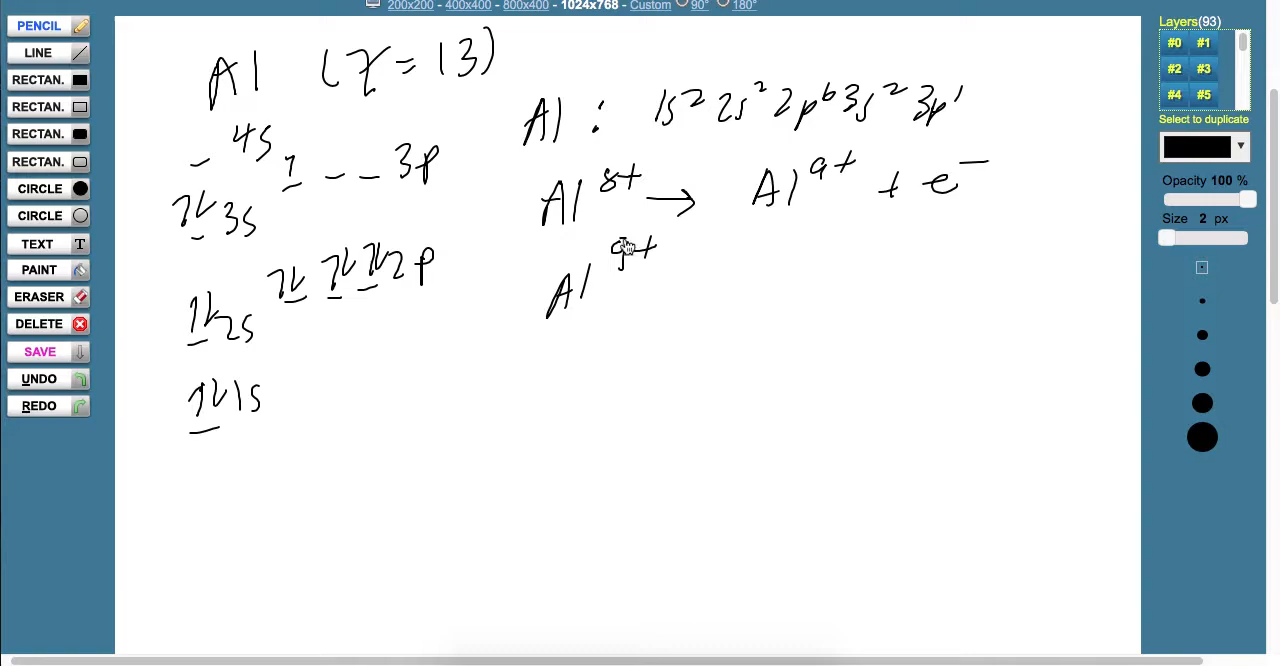 200x200 - 400x400 - 800x400 - 1024x768 - Custom 90° 180°
PENCIL
LINE
RECTAN.
RECTAN.
RECTAN.
RECTAN.
CIRCLE
CIRCLE
TEXT T
PAINT
ERASER
DELETE
SAVE
UNDO
REDO
Al (Z=13)
4s
3p
3s
2p
2s
1s
Al : 1s² 2s² 2p⁶ 3s² 3p¹
Al⁸⁺ → Al⁹⁺ + e⁻
Al⁹⁺
Layers(93)
#0 #1
#2 #3
#4 #5
Select to duplicate
Opacity 100 %
Size 2 px